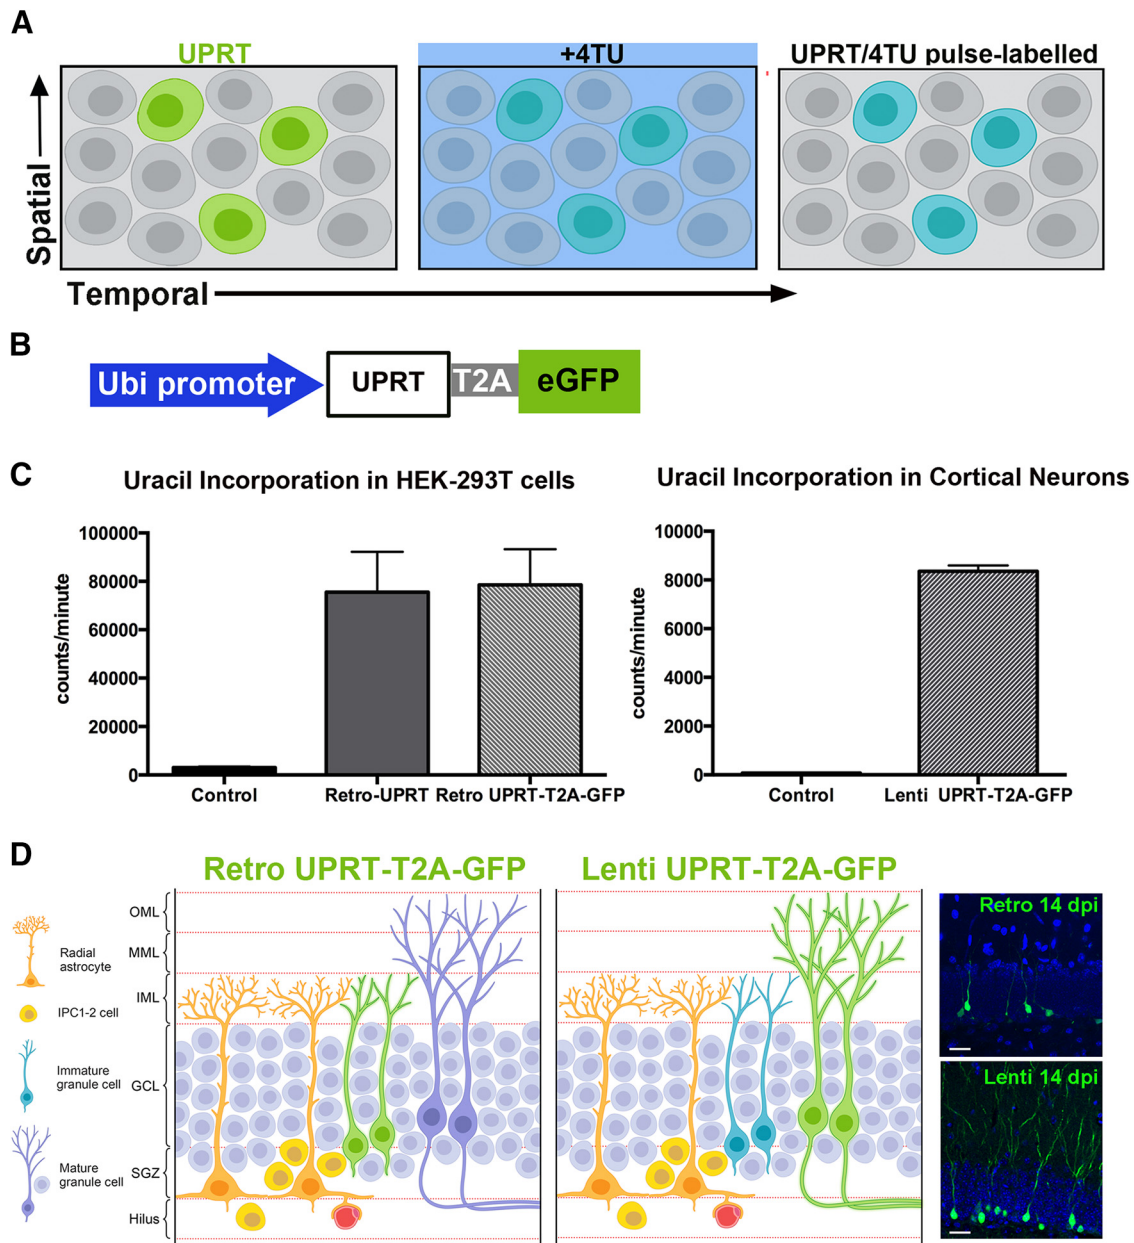 A
UPRT
+4TU
UPRT/4TU pulse-labelled
Spatial
Temporal
B
Ubi promoter
UPRT
T2A
eGFP
C
Uracil Incorporation in HEK-293T cells
counts/minute
100000
80000
60000
40000
20000
0
Control
Retro-UPRT
Retro UPRT-T2A-GFP
Uracil Incorporation in Cortical Neurons
counts/minute
10000
8000
6000
4000
2000
0
Control
Lenti UPRT-T2A-GFP
D
Radial
astrocyte
IPC1-2 cell
Immature
granule cell
Mature
granule cell
Retro UPRT-T2A-GFP
OML
MML
IML
GCL
SGZ
Hilus
Lenti UPRT-T2A-GFP
Retro 14 dpi
Lenti 14 dpi